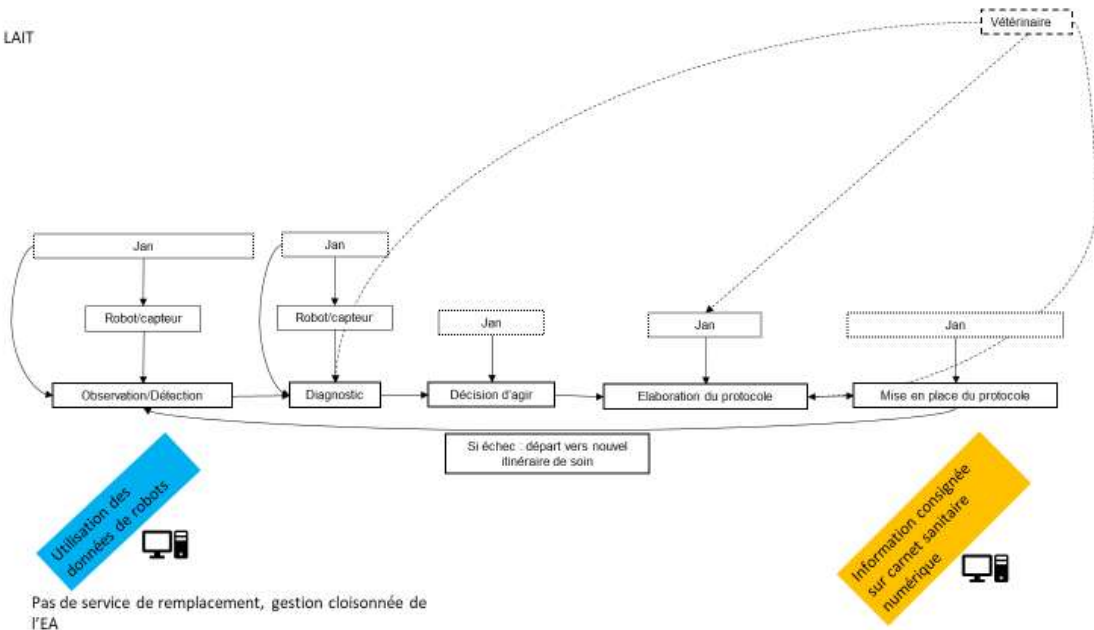 Vétérinaire
LAIT
Jan
Jan
Robot/capteur
Robot/capteur
Jan
Jan
Jan
Observation/Détection
Diagnostic
Décision d'agir
Elaboration du protocole
Mise en place du protocole
Si échec : départ vers nouvel
itinéraire de soin
Utilisation des
données de robots
Information consignée
sur carnet sanitaire
numérique
Pas de service de remplacement, gestion cloisonnée de
l'EA